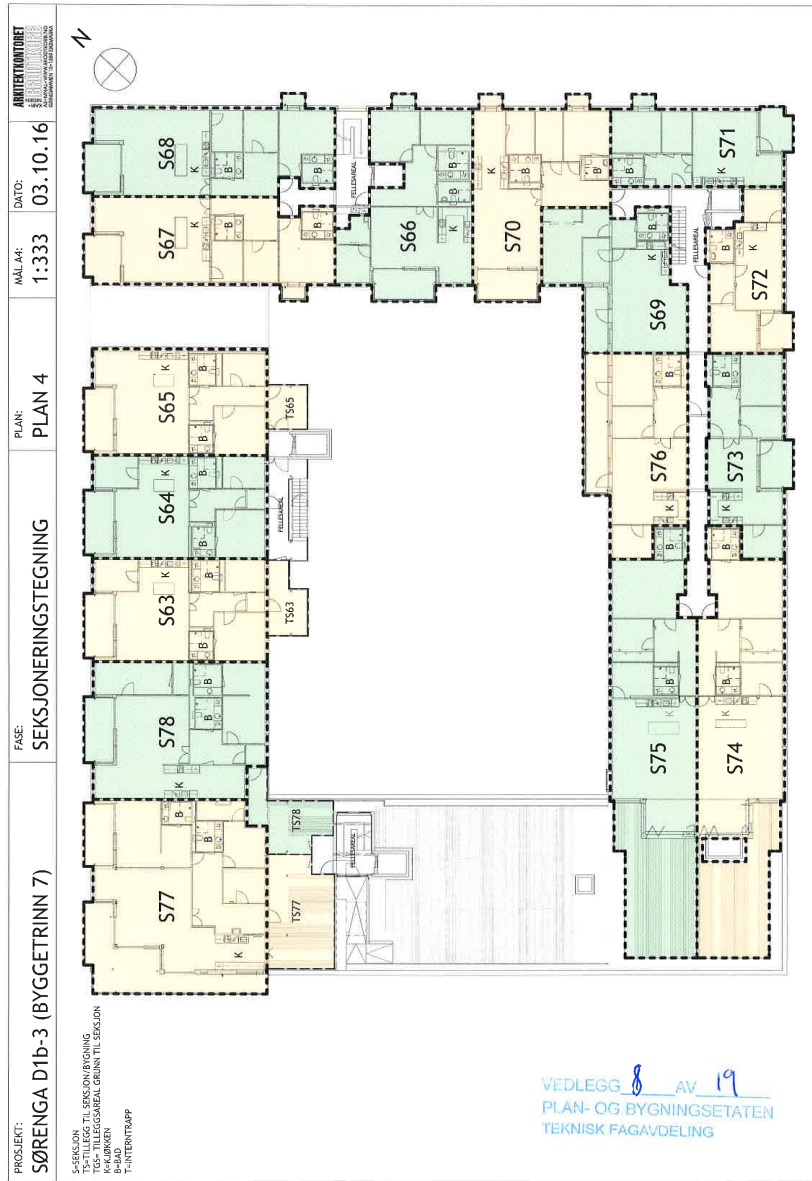 PROSJEKT:
SØRENGA D1b-3 (BYGGETRINN 7)
FASE:
SEKSJONERINGSTEGNING
PLAN:
PLAN 4
MÅL A4:
1:333
DATO:
03.10.16
ARKITEKTKONTORET
N
S=SEKSJON
TS=TILLEGG TIL SEKSJON/BYGNING
TGS= TILLEGGSAREAL GRUNN TIL SEKSJON
K=KJØKKEN
B=BAD
T=INTERNTRAPP
S68
K
B
B
S67
K
B
B
FELLESAREAL
S66
K
B
B
S70
K
B
B
S71
K
B
B
S69
K
B
FELLESAREAL
S72
K
B
S65
K
B
B
TS65
S64
K
B
B
FELLESAREAL
S63
K
B
B
TS63
S78
K
B
B
TS78
S77
K
B
B
TS77
FELLESAREAL
S76
K
B
B
S73
K
B
B
S75
K
B
S74
K
B
VEDLEGG 8 AV 19
PLAN- OG BYGNINGSETATEN
TEKNISK FAGAVDELING